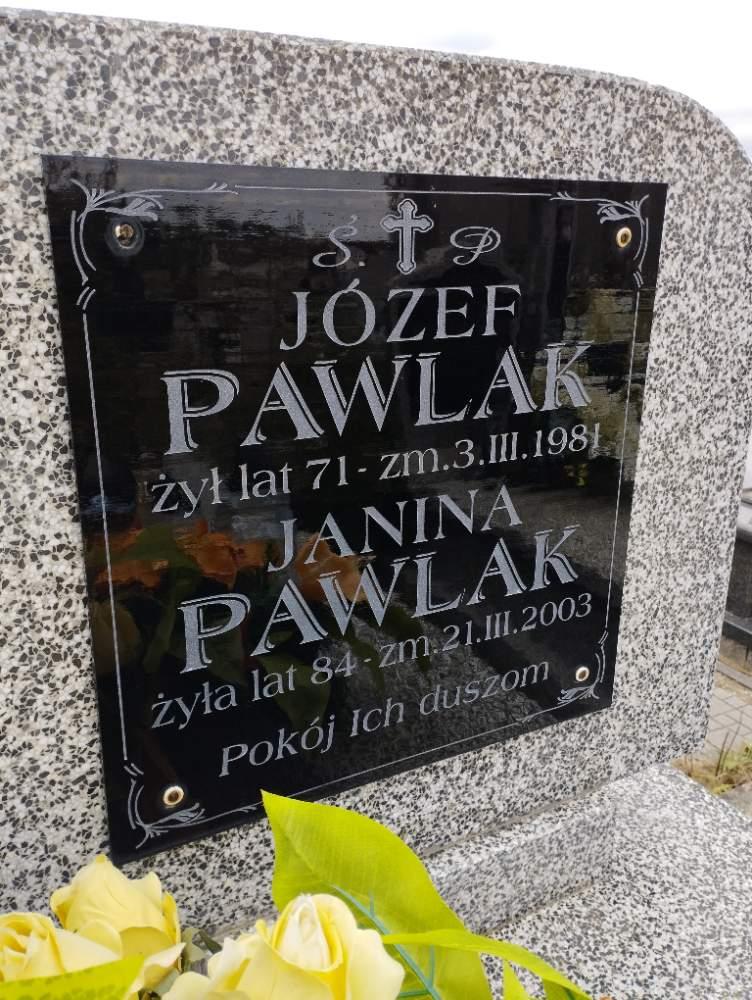 Ś. P
JÓZEF
PAWLAK
żył lat 71 - zm. 3.III.1981
JANINA
PAWLAK
żyła lat 84 - zm. 21.III.2003
Pokój Ich duszom